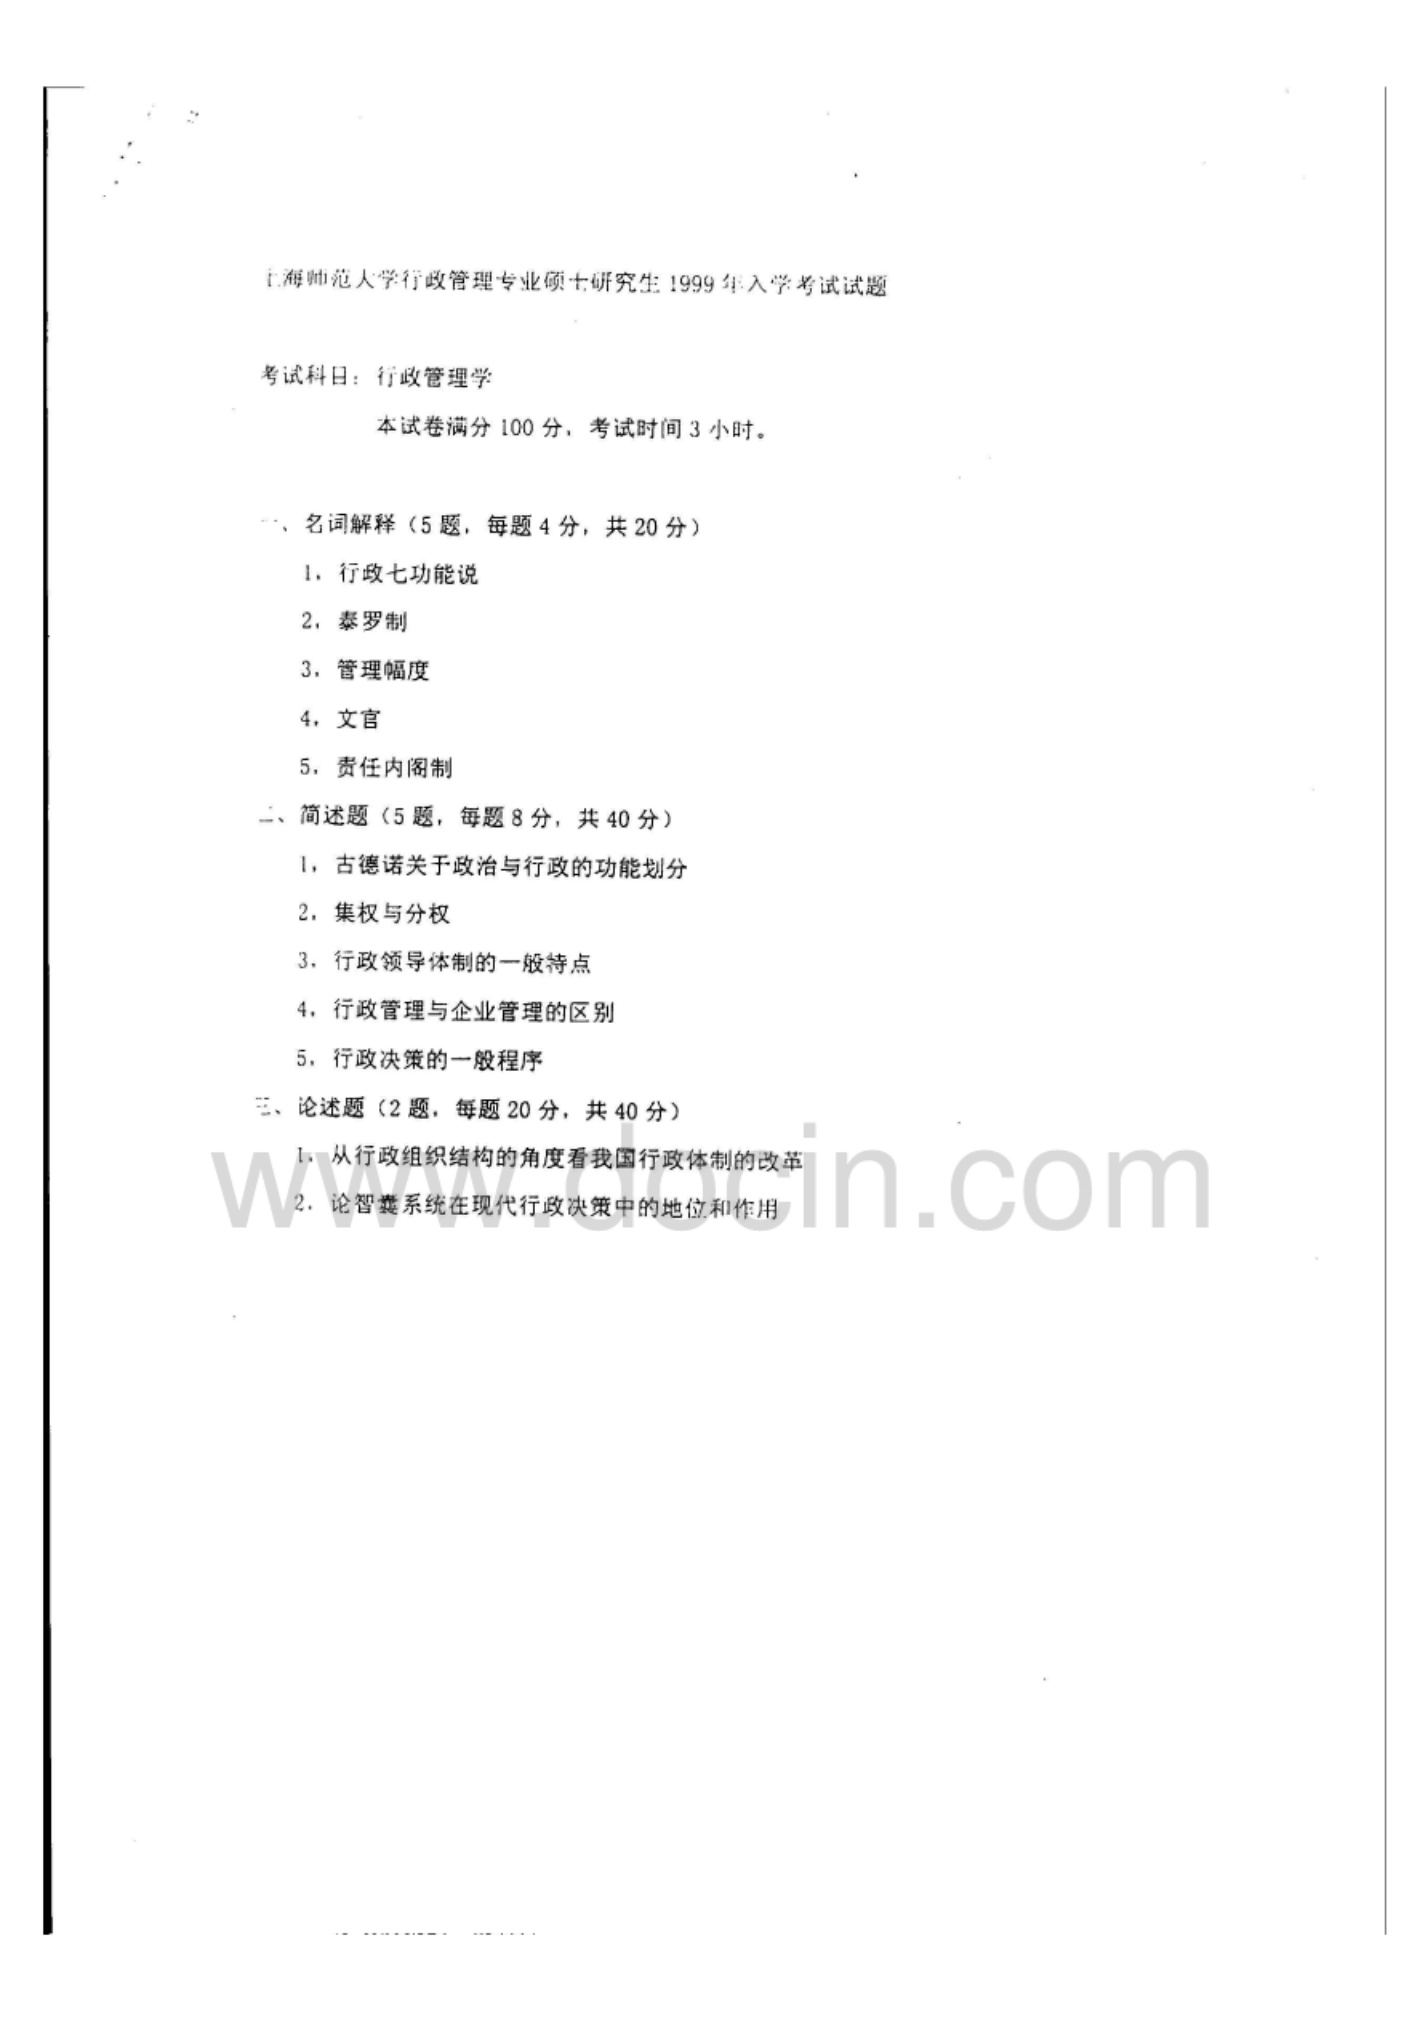 上海师范大学行政管理专业硕士研究生 1999 年入学考试试题
考试科目：行政管理学
本试卷满分 100 分，考试时间 3 小时。
一、名词解释（5 题，每题 4 分，共 20 分）
1，行政七功能说
2，泰罗制
3，管理幅度
4，文官
5，责任内阁制
二、简述题（5 题，每题 8 分，共 40 分）
1，古德诺关于政治与行政的功能划分
2，集权与分权
3，行政领导体制的一般特点
4，行政管理与企业管理的区别
5，行政决策的一般程序
三、论述题（2 题，每题 20 分，共 40 分）
1，从行政组织结构的角度看我国行政体制的改革
2，论智囊系统在现代行政决策中的地位和作用
www.docin.com